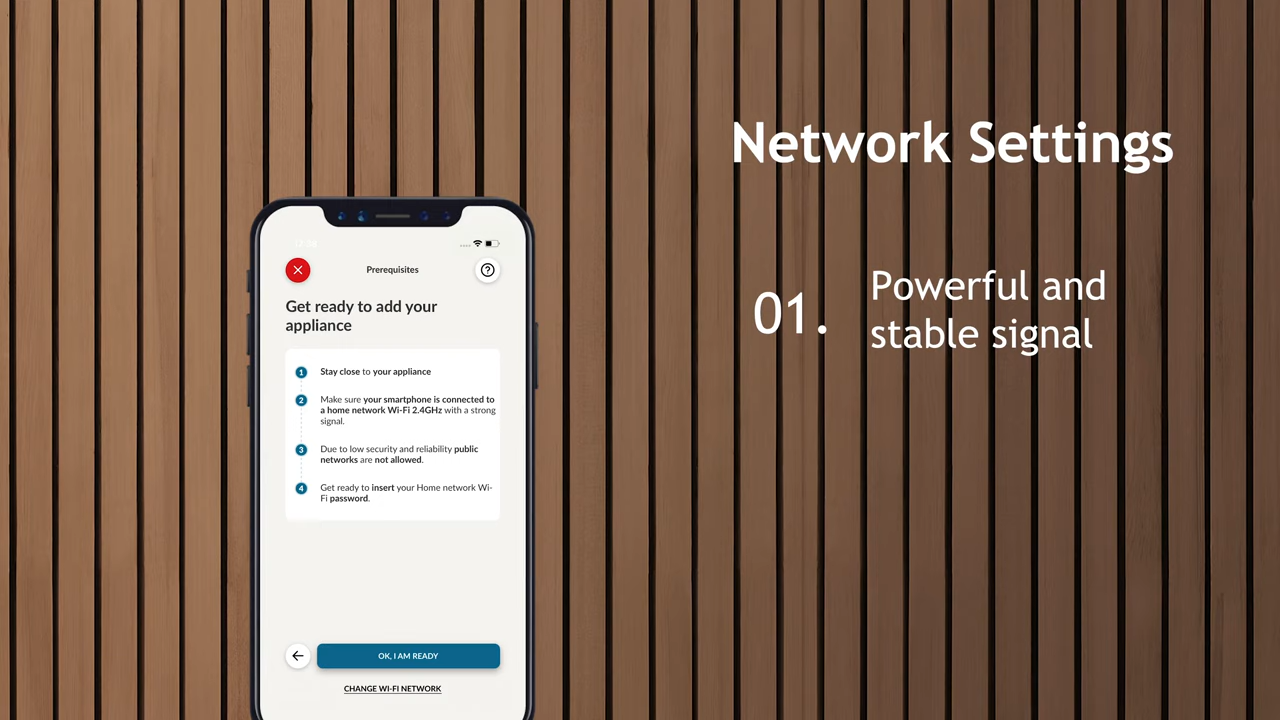 Network Settings
01.
Powerful and
stable signal
Prerequisites
Get ready to add your
appliance
1
Stay close to your appliance
2
Make sure your smartphone is connected to
a home network Wi-Fi 2.4GHz with a strong
signal.
3
Due to low security and reliability public
networks are not allowed.
4
Get ready to insert your Home network Wi-
Fi password.
OK, I AM READY
CHANGE WI-FI NETWORK